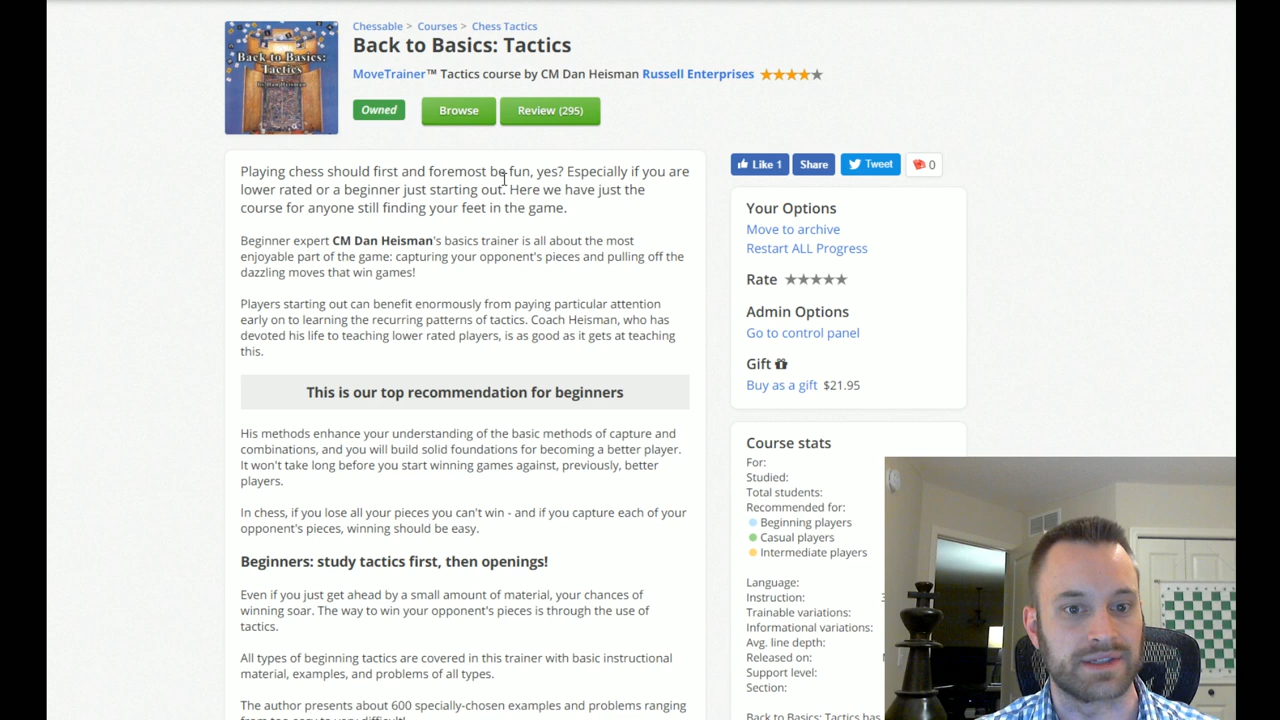 Chessable > Courses > Chess Tactics
Back to Basics: Tactics
MoveTrainer™ Tactics course by CM Dan Heisman Russell Enterprises
Back to Basics:
Tactics
Owned
Browse
Review (295)
Playing chess should first and foremost be fun, yes? Especially if you are
lower rated or a beginner just starting out. Here we have just the
course for anyone still finding your feet in the game.
Beginner expert CM Dan Heisman's basics trainer is all about the most
enjoyable part of the game: capturing your opponent's pieces and pulling off the
dazzling moves that win games!
Players starting out can benefit enormously from paying particular attention
early on to learning the recurring patterns of tactics. Coach Heisman, who has
devoted his life to teaching lower rated players, is as good as it gets at teaching
this.
This is our top recommendation for beginners
His methods enhance your understanding of the basic methods of capture and
combinations, and you will build solid foundations for becoming a better player.
It won't take long before you start winning games against, previously, better
players.
In chess, if you lose all your pieces you can't win - and if you capture each of your
opponent's pieces, winning should be easy.
Beginners: study tactics first, then openings!
Even if you just get ahead by a small amount of material, your chances of
winning soar. The way to win your opponent's pieces is through the use of
tactics.
All types of beginning tactics are covered in this trainer with basic instructional
material, examples, and problems of all types.
The author presents about 600 specially-chosen examples and problems ranging
from too easy to very difficult!
Like 1
Share
Tweet
0
Your Options
Move to archive
Restart ALL Progress
Rate
Admin Options
Go to control panel
Gift
Buy as a gift $21.95
Course stats
For:
Studied:
Total students:
Recommended for:
Beginning players
Casual players
Intermediate players
Language:
Instruction:
Trainable variations:
Informational variations:
Avg. line depth:
Released on:
Support level:
Section:
Back to Basics: Tactics has